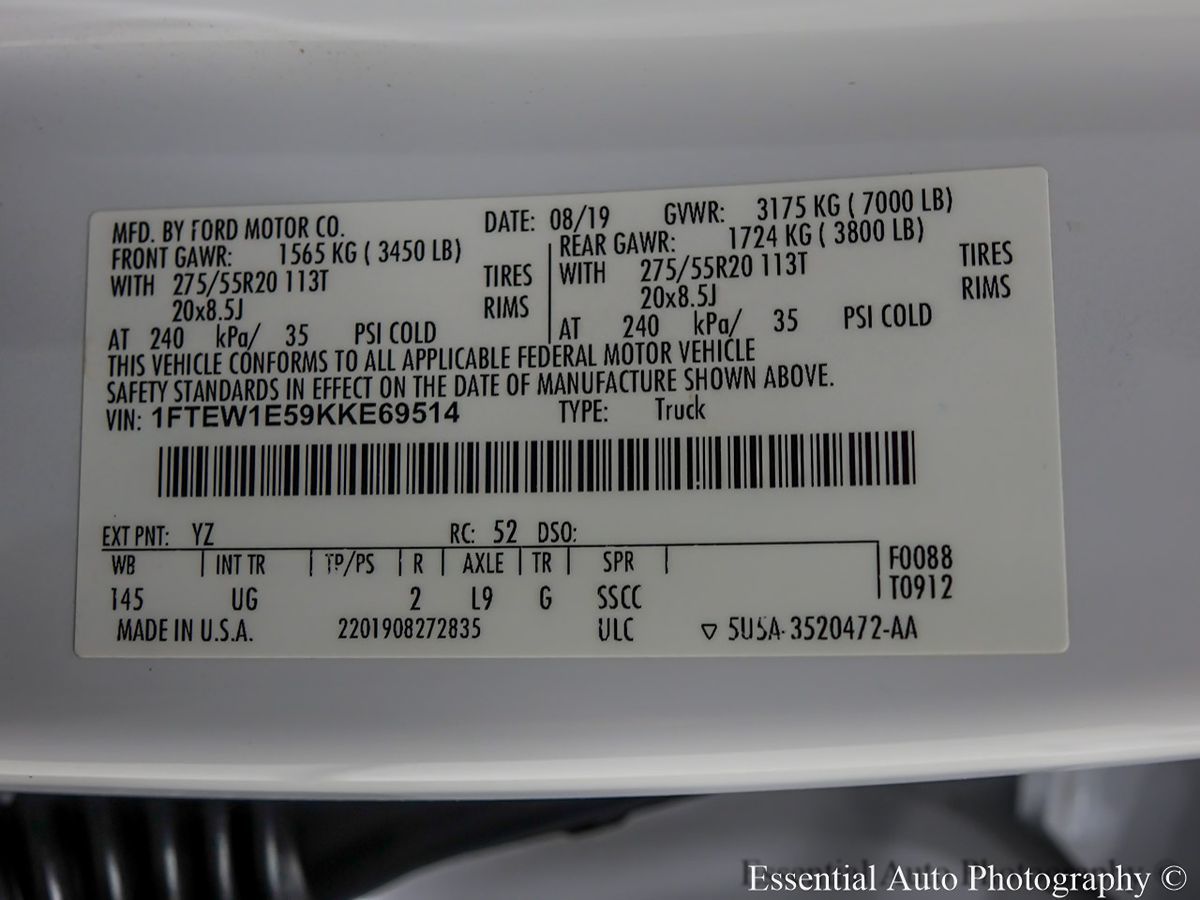 MFD. BY FORD MOTOR CO. DATE: 08/19 GVWR: 3175 KG ( 7000 LB)
FRONT GAWR: 1565 KG ( 3450 LB) REAR GAWR: 1724 KG ( 3800 LB)
WITH 275/55R20 113T TIRES WITH 275/55R20 113T TIRES
20x8.5J RIMS 20x8.5J RIMS
AT 240 kPa/ 35 PSI COLD AT 240 kPa/ 35 PSI COLD
THIS VEHICLE CONFORMS TO ALL APPLICABLE FEDERAL MOTOR VEHICLE
SAFETY STANDARDS IN EFFECT ON THE DATE OF MANUFACTURE SHOWN ABOVE.
VIN: 1FTEW1E59KKE69514 TYPE: Truck
EXT PNT: YZ RC: 52 DSO:
WB INT TR TP/PS R AXLE TR SPR F0088
145 UG 2 L9 G SSCC T0912
MADE IN U.S.A. 2201908272835 ULC ▽ 5U5A-3520472-AA
Essential Auto Photography ©